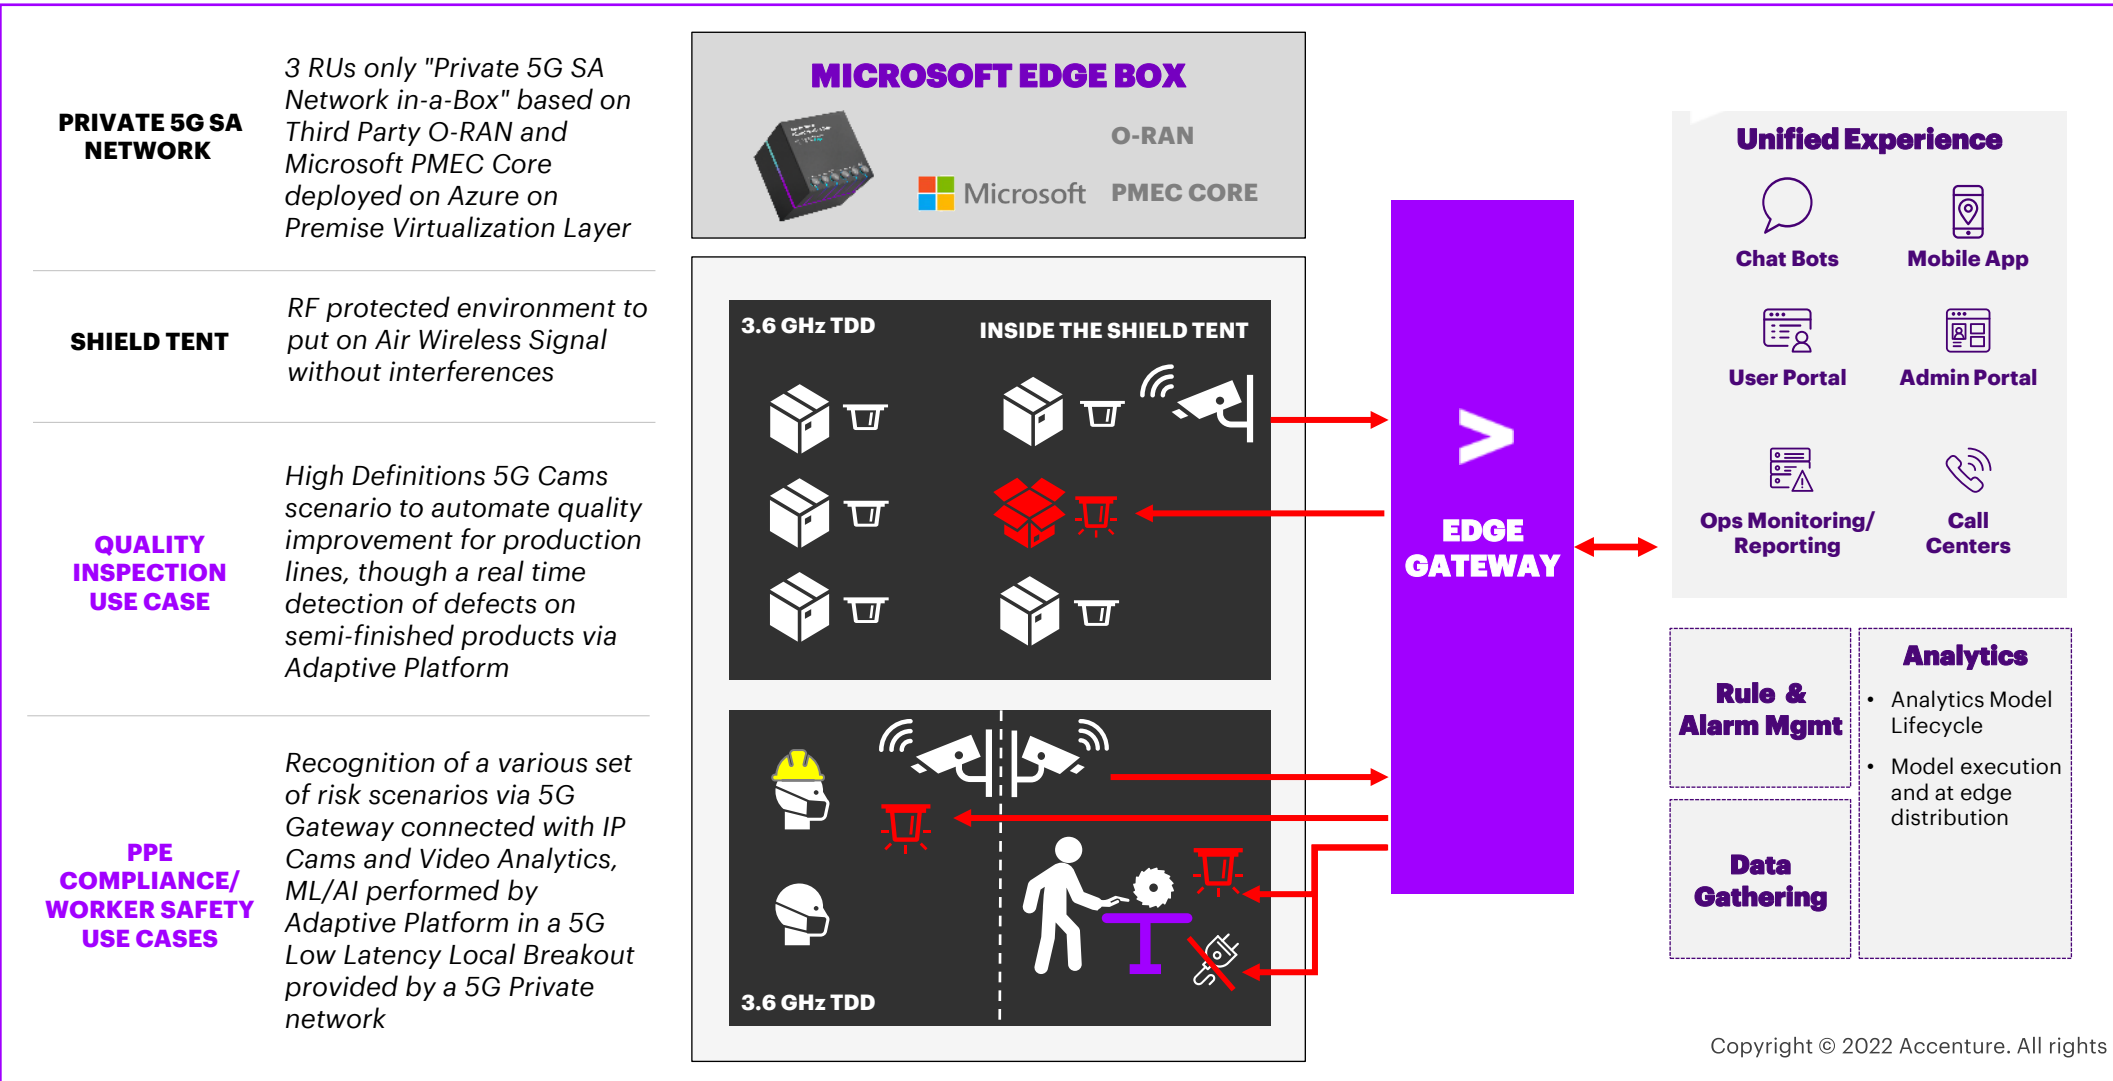 PRIVATE 5G SA
NETWORK
3 RUs only "Private 5G SA
Network in-a-Box" based on
Third Party O-RAN and
Microsoft PMEC Core
deployed on Azure on
Premise Virtualization Layer
SHIELD TENT
RF protected environment to
put on Air Wireless Signal
without interferences
QUALITY
INSPECTION
USE CASE
High Definitions 5G Cams
scenario to automate quality
improvement for production
lines, though a real time
detection of defects on
semi-finished products via
Adaptive Platform
PPE
COMPLIANCE/
WORKER SAFETY
USE CASES
Recognition of a various set
of risk scenarios via 5G
Gateway connected with IP
Cams and Video Analytics,
ML/AI performed by
Adaptive Platform in a 5G
Low Latency Local Breakout
provided by a 5G Private
network
MICROSOFT EDGE BOX
O-RAN
Microsoft
PMEC CORE
3.6 GHz TDD
INSIDE THE SHIELD TENT
3.6 GHz TDD
>
EDGE
GATEWAY
Unified Experience
Chat Bots
Mobile App
User Portal
Admin Portal
Ops Monitoring/
Reporting
Call
Centers
Rule &
Alarm Mgmt
Data
Gathering
Analytics
• Analytics Model
Lifecycle
• Model execution
and at edge
distribution
Copyright © 2022 Accenture. All rights